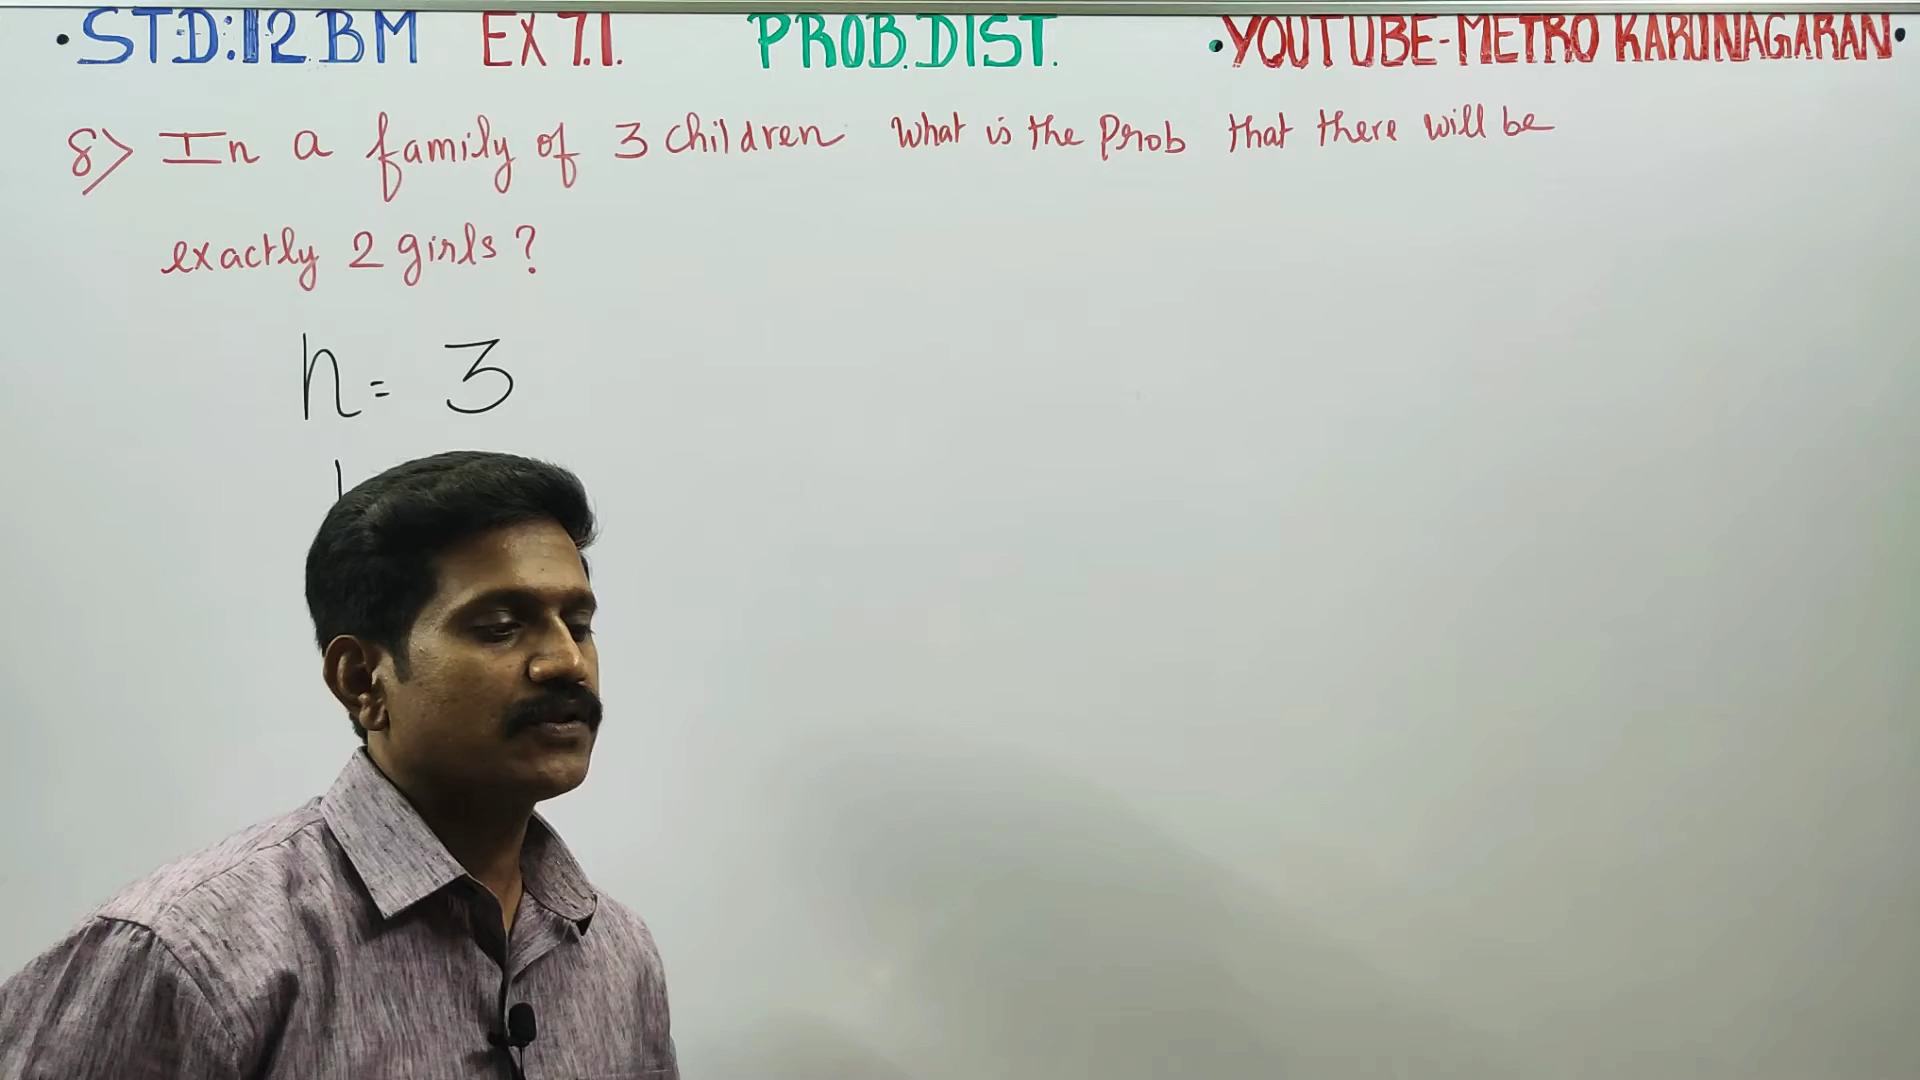 • STD:12 BM EX 7.1. PROB. DIST. • YOUTUBE-METRO KARUNAGARAN •
8> In a family of 3 children What is the Prob that there will be
exactly 2 girls?
n = 3